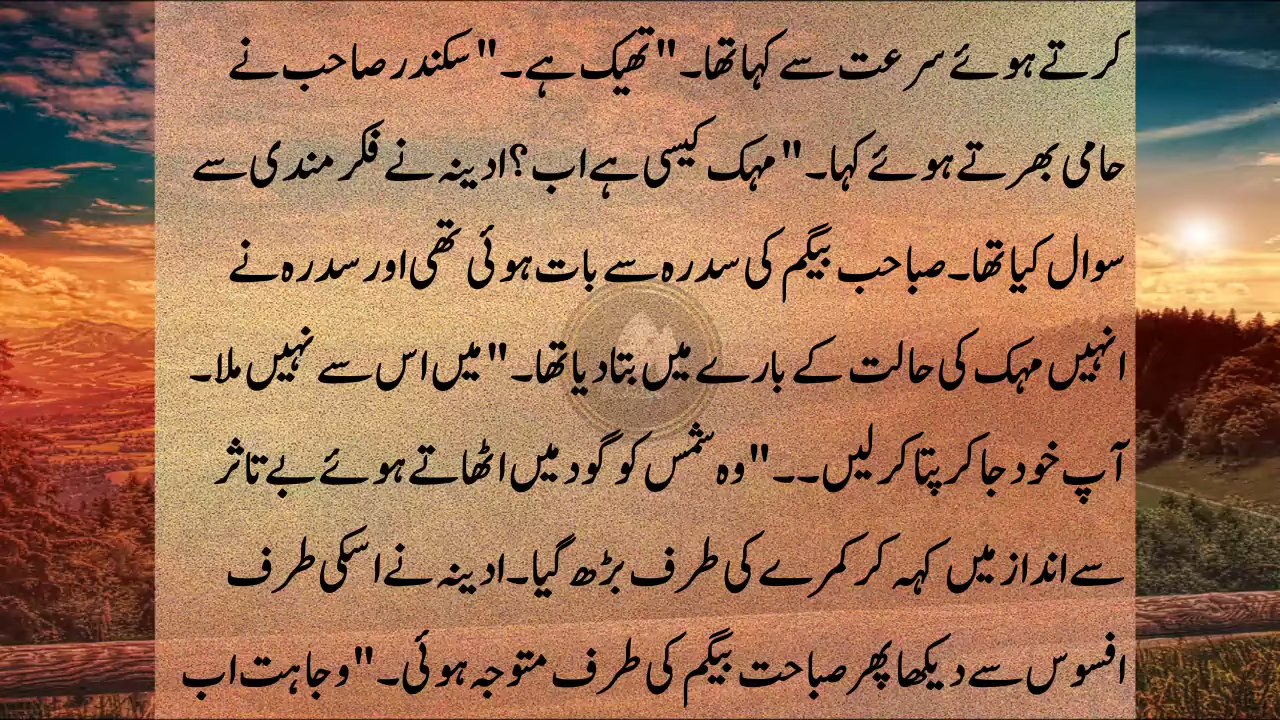 کرتے ہوئے سرعت سے کہا تھا۔ "ٹھیک ہے۔" سکندر صاحب نے
حامی بھرتے ہوئے کہا۔ "مہک کیسی ہے اب؟ ادینہ نے فکر مندی سے
سوال کیا تھا۔ صباحب بیگم کی سدرہ سے بات ہوئی تھی اور سدرہ نے
انہیں مہک کی حالت کے بارے میں بتا دیا تھا۔ "میں اس سے نہیں ملا۔
آپ خود جا کر پتا کر لیں۔۔" وہ شمس کو گود میں اٹھاتے ہوئے بے تاثر
سے انداز میں کہہ کر کمرے کی طرف بڑھ گیا۔ ادینہ نے اسکی طرف
افسوس سے دیکھا پھر صباحت بیگم کی طرف متوجہ ہوئی۔ "وجاہت اب